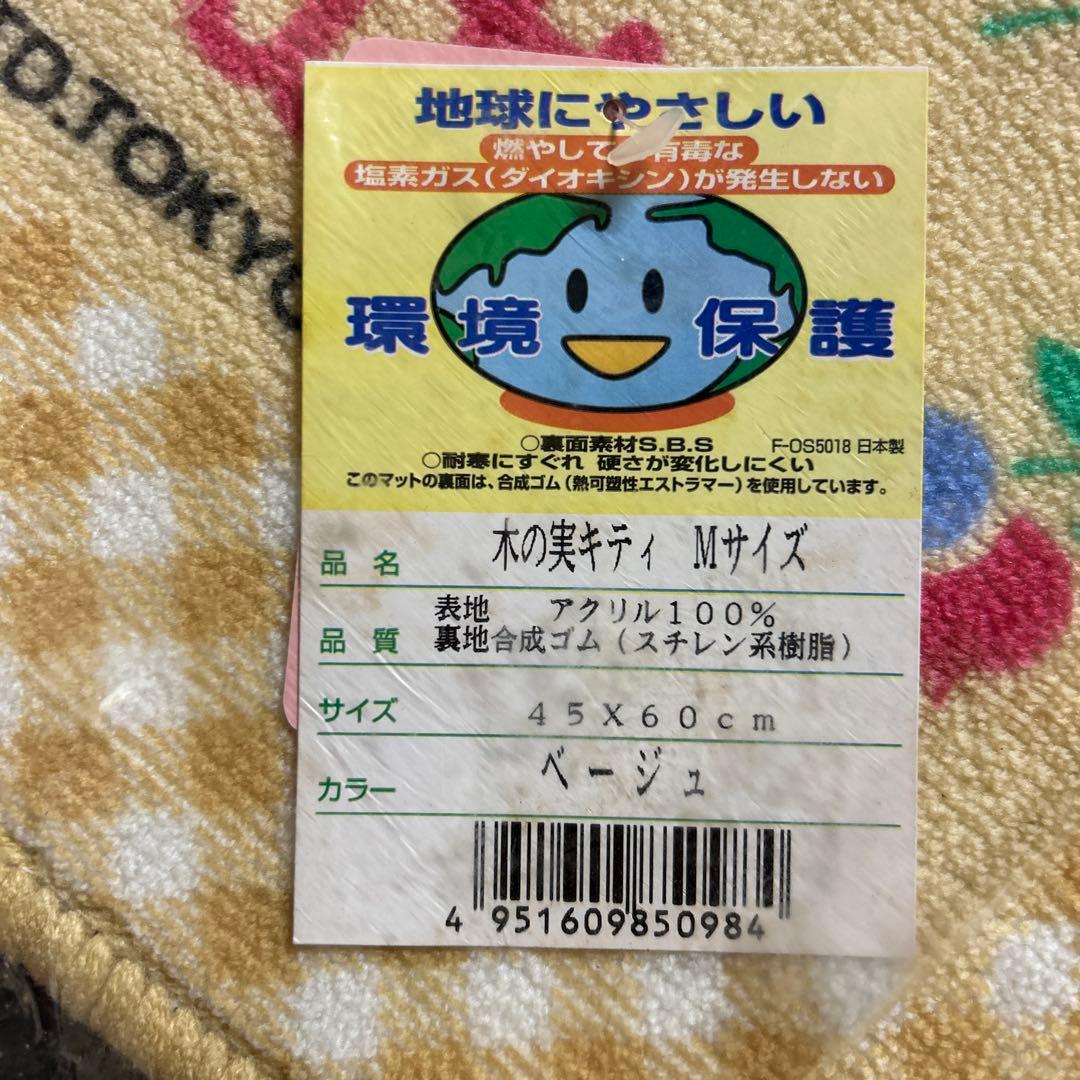 TD.TOKYO
地球にやさしい
燃やして 有毒な
塩素ガス(ダイオキシン)が発生しない
環境 保護
○裏面素材S.B.S F-OS5018 日本製
○耐寒にすぐれ 硬さが変化しにくい
このマットの裏面は、合成ゴム(熱可塑性エストラマー)を使用しています。
品名 木の実キティ Mサイズ
表地 アクリル100%
品質 裏地合成ゴム(スチレン系樹脂)
サイズ 45X60cm
カラー ベージュ
4 951609850984